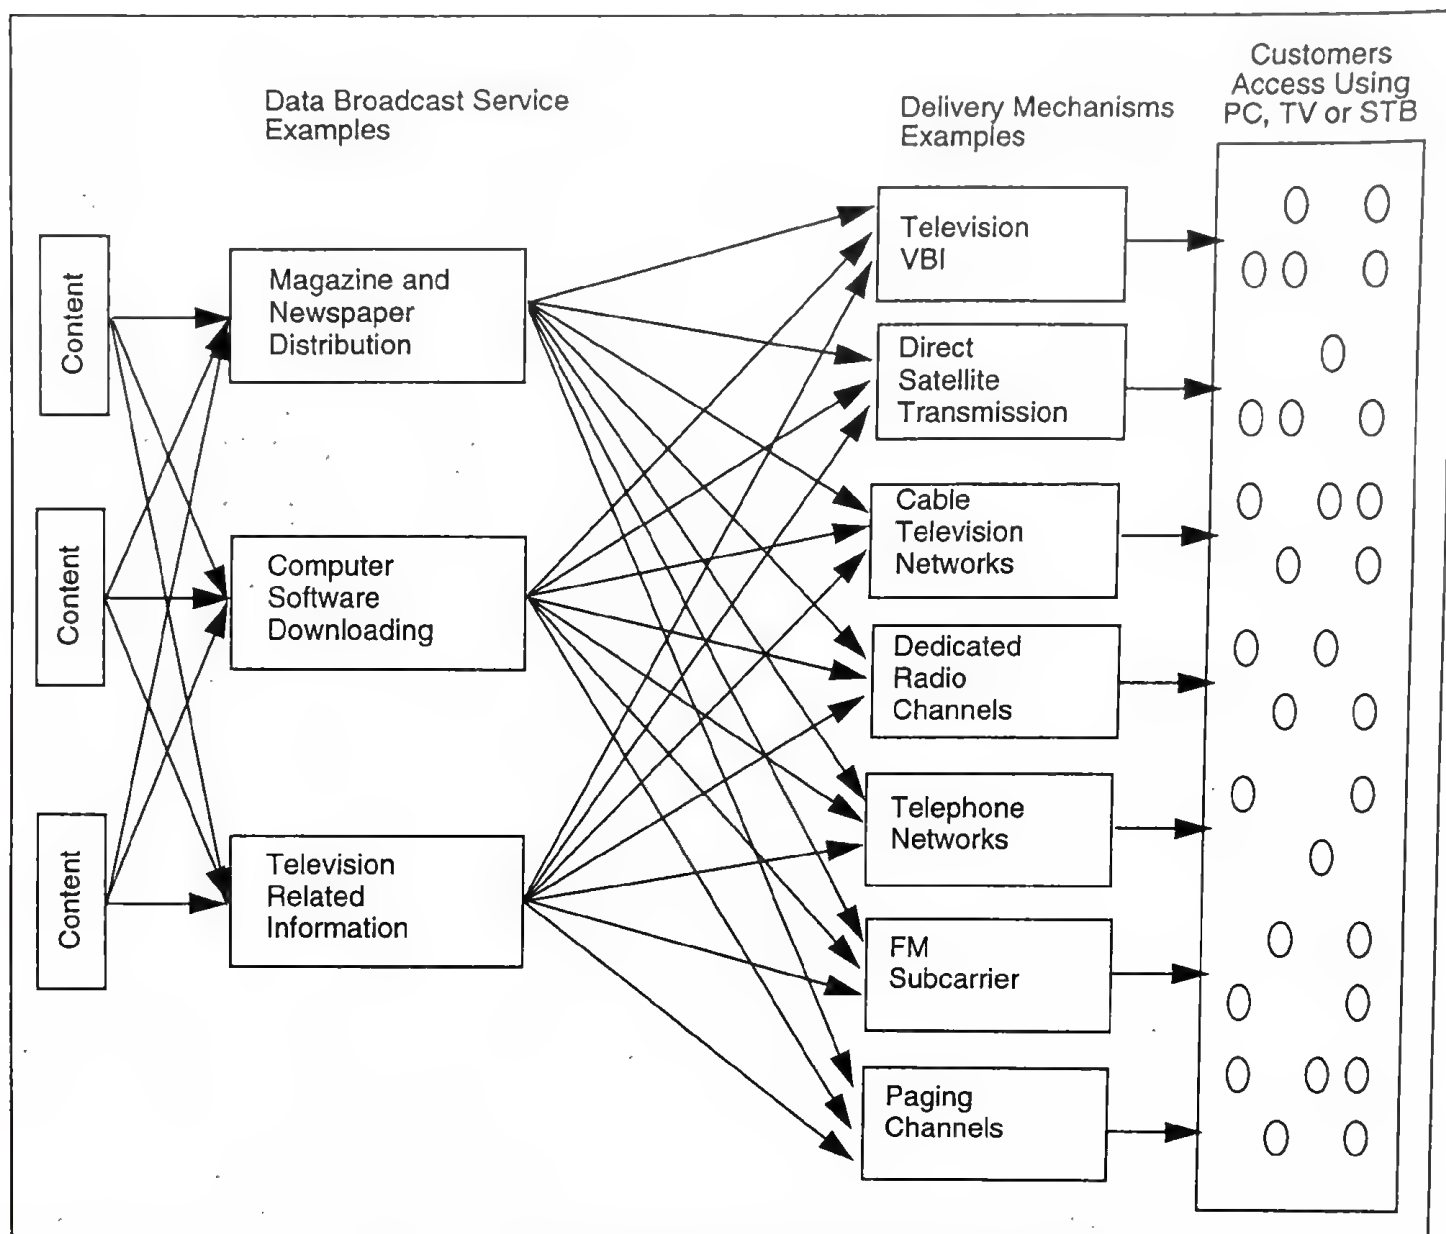 Customers
Access Using
PC, TV or STB
Data Broadcast Service
Examples
Delivery Mechanisms
Examples
Content
Content
Content
Magazine and
Newspaper
Distribution
Computer
Software
Downloading
Television
Related
Information
Television
VBI
Direct
Satellite
Transmission
Cable
Television
Networks
Dedicated
Radio
Channels
Telephone
Networks
FM
Subcarrier
Paging
Channels